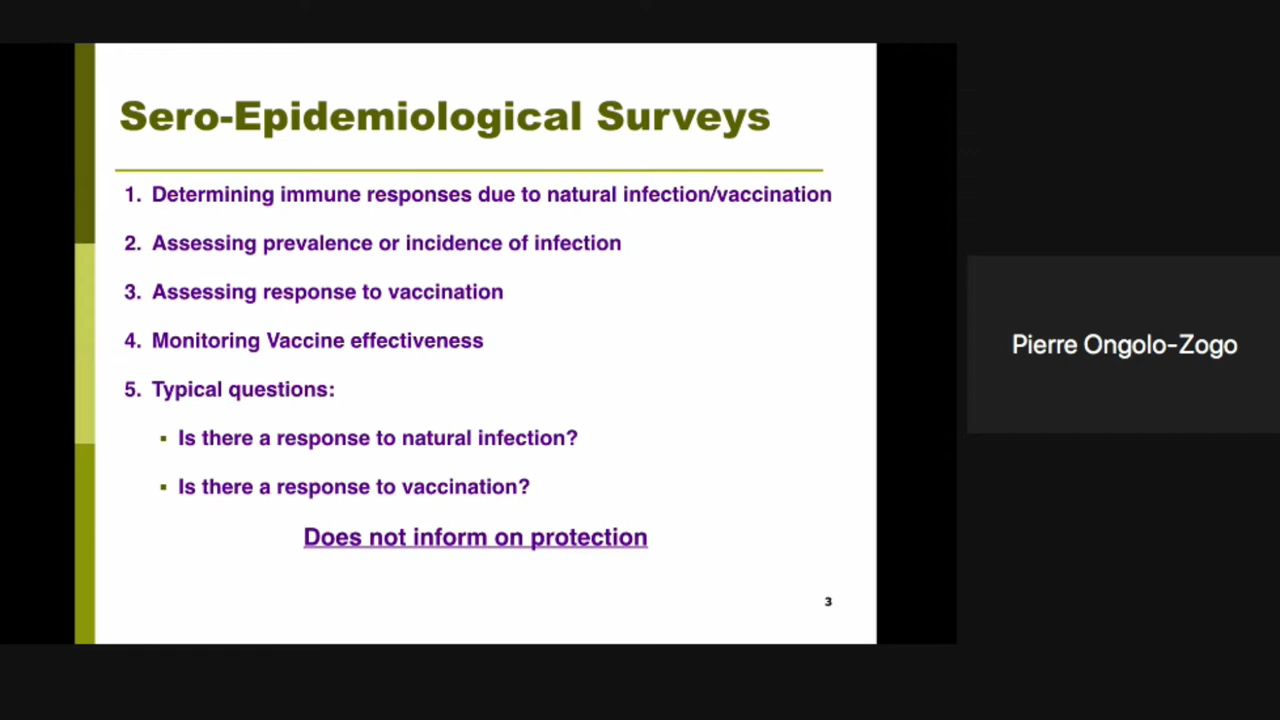 Sero-Epidemiological Surveys
1. Determining immune responses due to natural infection/vaccination
2. Assessing prevalence or incidence of infection
3. Assessing response to vaccination
4. Monitoring Vaccine effectiveness
5. Typical questions:
▪ Is there a response to natural infection?
▪ Is there a response to vaccination?
Does not inform on protection
3
Pierre Ongolo-Zogo